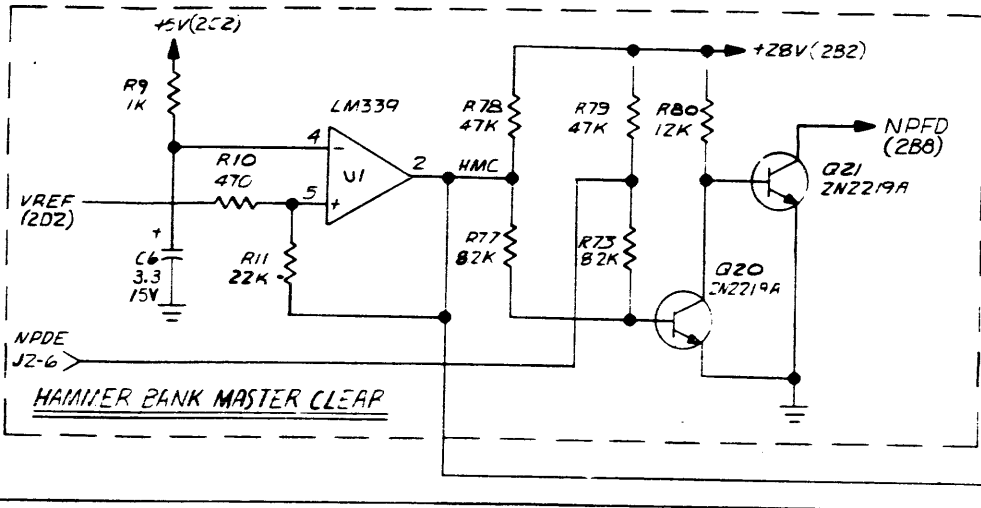 +5V(2C2)
R9
1K
LM339
4
-
U1
2
HMC
R10
470
5
+
VREF
(2D2)
R11
22K
+
C6
3.3
15V
NPDE
J2-6
HAMMER BANK MASTER CLEAR
R78
47K
R79
47K
R80
12K
+28V(2B2)
NPFD
(2B8)
Q21
2N2219A
R77
82K
R73
82K
Q20
2N2219A